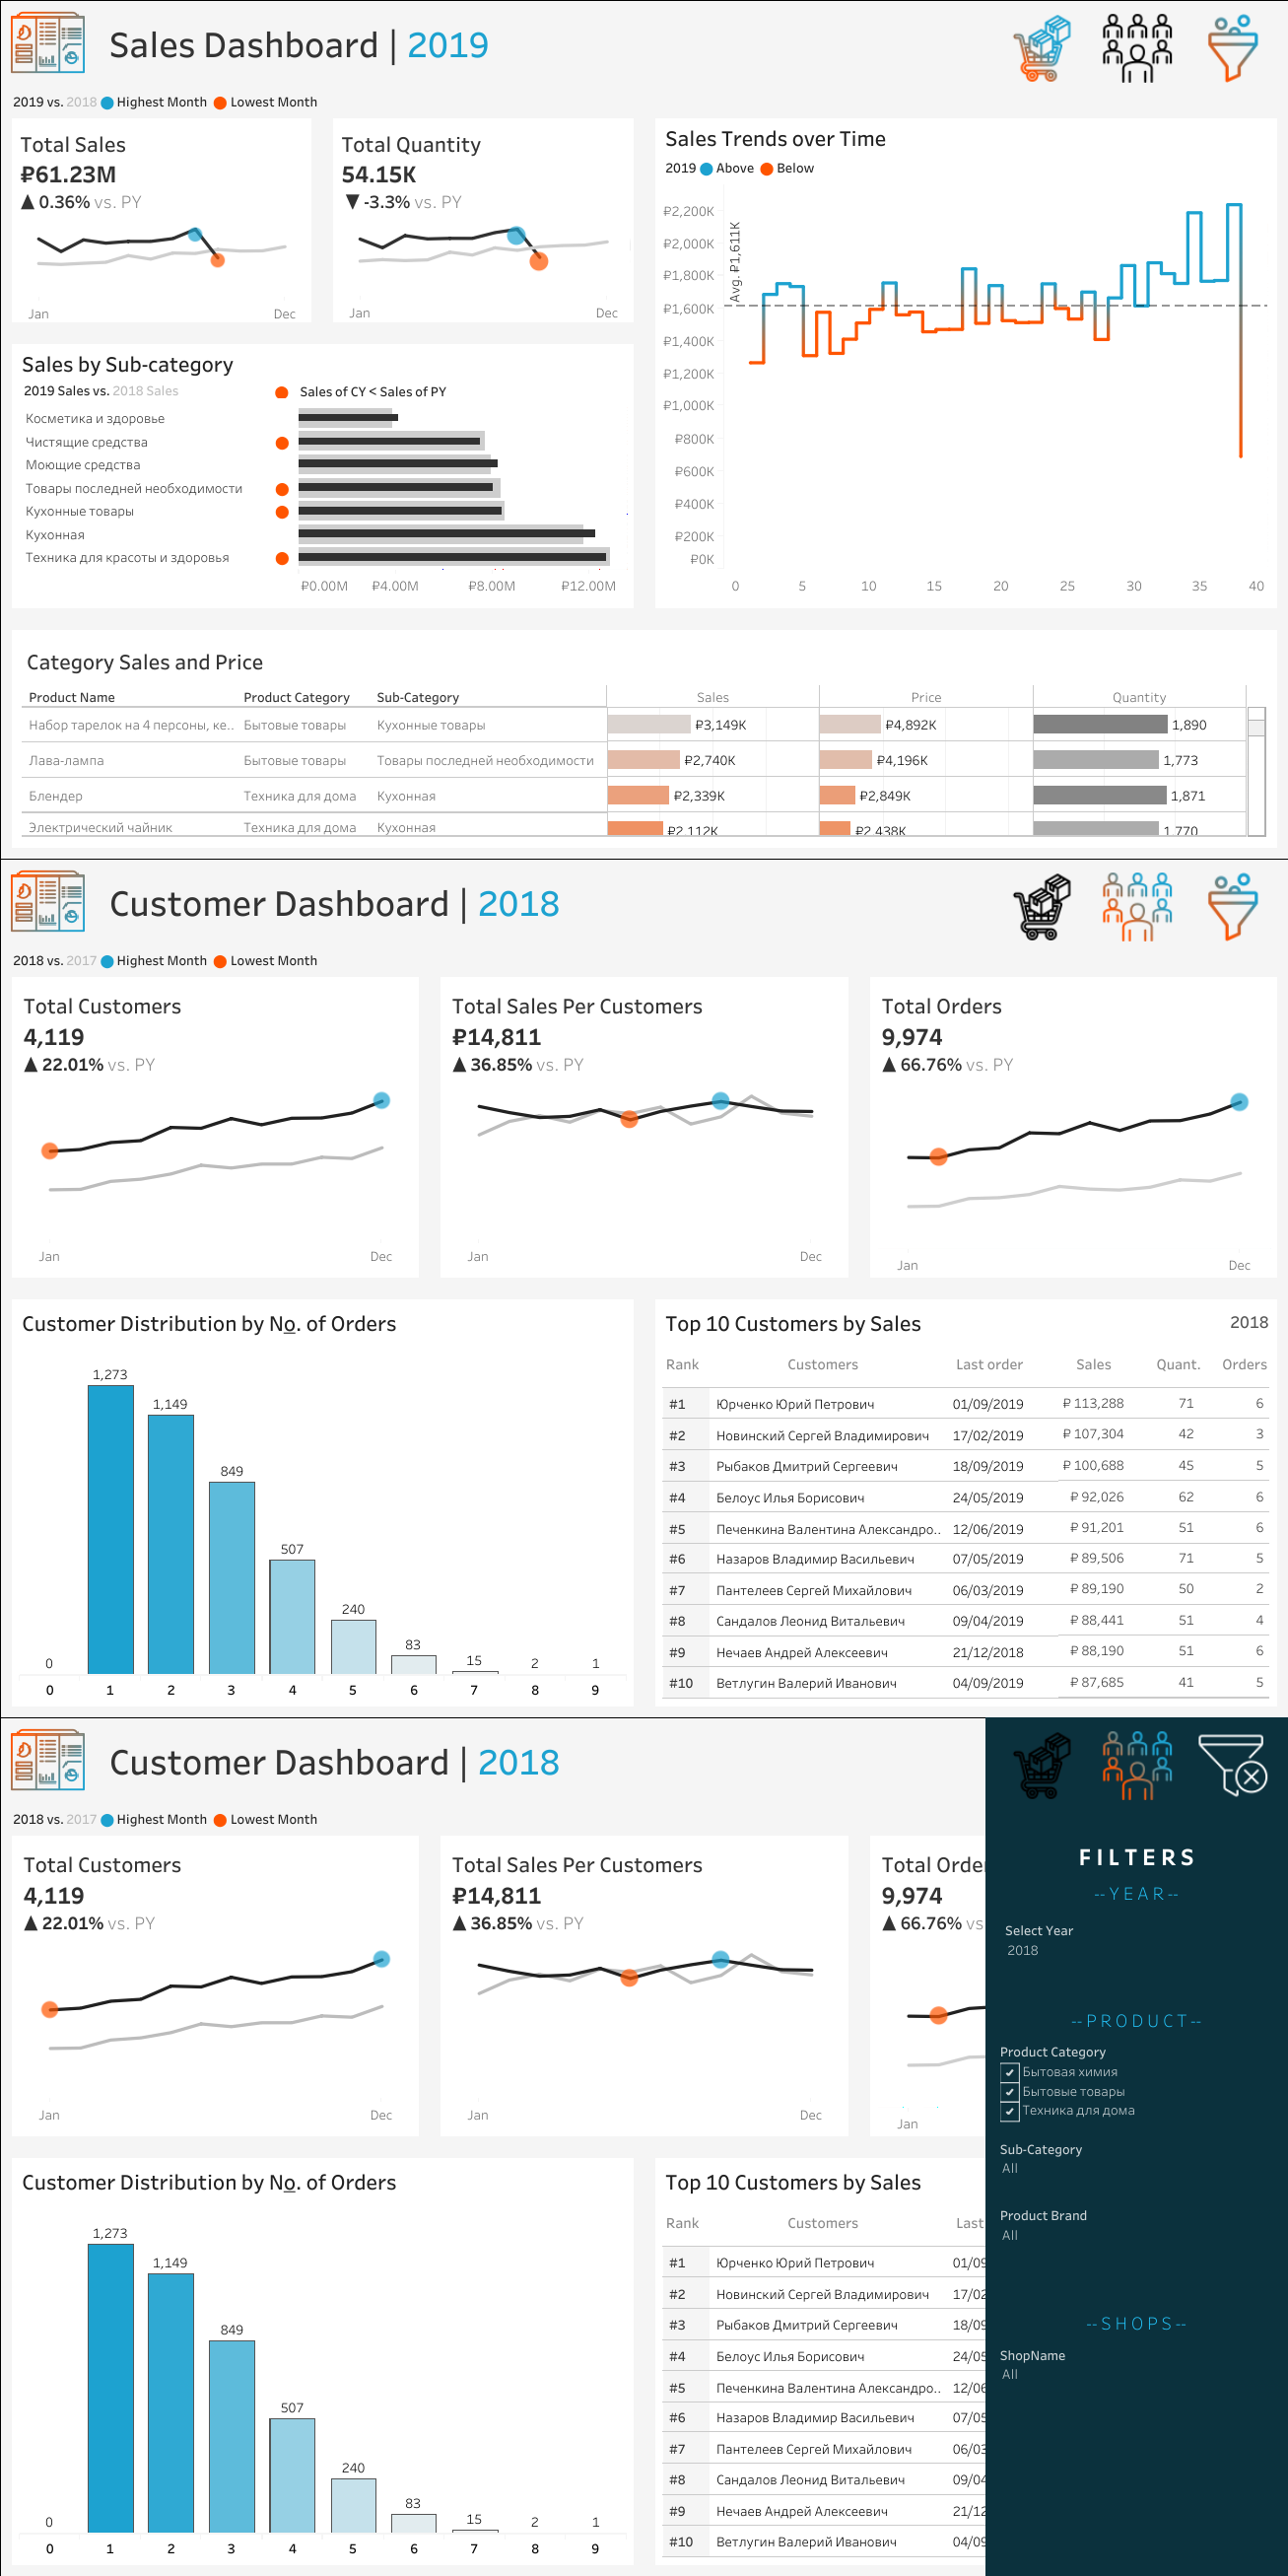 Sales Dashboard | 2019
2019 vs. 2018 Highest Month Lowest Month
Total Sales
₽61.23M
▲ 0.36% vs. PY
Jan Dec
Total Quantity
54.15K
▼ -3.3% vs. PY
Jan Dec
Sales Trends over Time
2019 Above Below
₽2,200K
₽2,000K
₽1,800K
₽1,600K
₽1,400K
₽1,200K
₽1,000K
₽800K
₽600K
₽400K
₽200K
₽0K
Avg. ₽1,611K
0 5 10 15 20 25 30 35 40
Sales by Sub-category
2019 Sales vs. 2018 Sales Sales of CY < Sales of PY
Косметика и здоровье
Чистящие средства
Моющие средства
Товары последней необходимости
Кухонные товары
Кухонная
Техника для красоты и здоровья
₽0.00M ₽4.00M ₽8.00M ₽12.00M
Category Sales and Price
Product Name Product Category Sub-Category Sales Price Quantity
Набор тарелок на 4 персоны, ке.. Бытовые товары Кухонные товары ₽3,149K ₽4,892K 1,890
Лава-лампа Бытовые товары Товары последней необходимости ₽2,740K ₽4,196K 1,773
Блендер Техника для дома Кухонная ₽2,339K ₽2,849K 1,871
Электрический чайник Техника для дома Кухонная ₽2,112K ₽2,438K 1,770
Customer Dashboard | 2018
2018 vs. 2017 Highest Month Lowest Month
Total Customers
4,119
▲ 22.01% vs. PY
Jan Dec
Total Sales Per Customers
₽14,811
▲ 36.85% vs. PY
Jan Dec
Total Orders
9,974
▲ 66.76% vs. PY
Jan Dec
Customer Distribution by No. of Orders
0 1,273 1,149 849 507 240 83 15 2 1
0 1 2 3 4 5 6 7 8 9
Top 10 Customers by Sales 2018
Rank Customers Last order Sales Quant. Orders
#1 Юрченко Юрий Петрович 01/09/2019 ₽ 113,288 71 6
#2 Новинский Сергей Владимирович 17/02/2019 ₽ 107,304 42 3
#3 Рыбаков Дмитрий Сергеевич 18/09/2019 ₽ 100,688 45 5
#4 Белоус Илья Борисович 24/05/2019 ₽ 92,026 62 6
#5 Печенкина Валентина Александро.. 12/06/2019 ₽ 91,201 51 6
#6 Назаров Владимир Васильевич 07/05/2019 ₽ 89,506 71 5
#7 Пантелеев Сергей Михайлович 06/03/2019 ₽ 89,190 50 2
#8 Сандалов Леонид Витальевич 09/04/2019 ₽ 88,441 51 4
#9 Нечаев Андрей Алексеевич 21/12/2018 ₽ 88,190 51 6
#10 Ветлугин Валерий Иванович 04/09/2019 ₽ 87,685 41 5
Customer Dashboard | 2018
2018 vs. 2017 Highest Month Lowest Month
Total Customers
4,119
▲ 22.01% vs. PY
Jan Dec
Total Sales Per Customers
₽14,811
▲ 36.85% vs. PY
Jan Dec
Total Orde
9,974
▲ 66.76% vs
Jan
Customer Distribution by No. of Orders
0 1,273 1,149 849 507 240 83 15 2 1
0 1 2 3 4 5 6 7 8 9
Top 10 Customers by Sales
Rank Customers Last
#1 Юрченко Юрий Петрович 01/09
#2 Новинский Сергей Владимирович 17/02
#3 Рыбаков Дмитрий Сергеевич 18/09
#4 Белоус Илья Борисович 24/05
#5 Печенкина Валентина Александро.. 12/06
#6 Назаров Владимир Васильевич 07/05
#7 Пантелеев Сергей Михайлович 06/03
#8 Сандалов Леонид Витальевич 09/04
#9 Нечаев Андрей Алексеевич 21/12
#10 Ветлугин Валерий Иванович 04/09
FILTERS
--YEAR--
Select Year
2018
--PRODUCT--
Product Category
Бытовая химия
Бытовые товары
Техника для дома
Sub-Category
All
Product Brand
All
--SHOPS--
ShopName
All